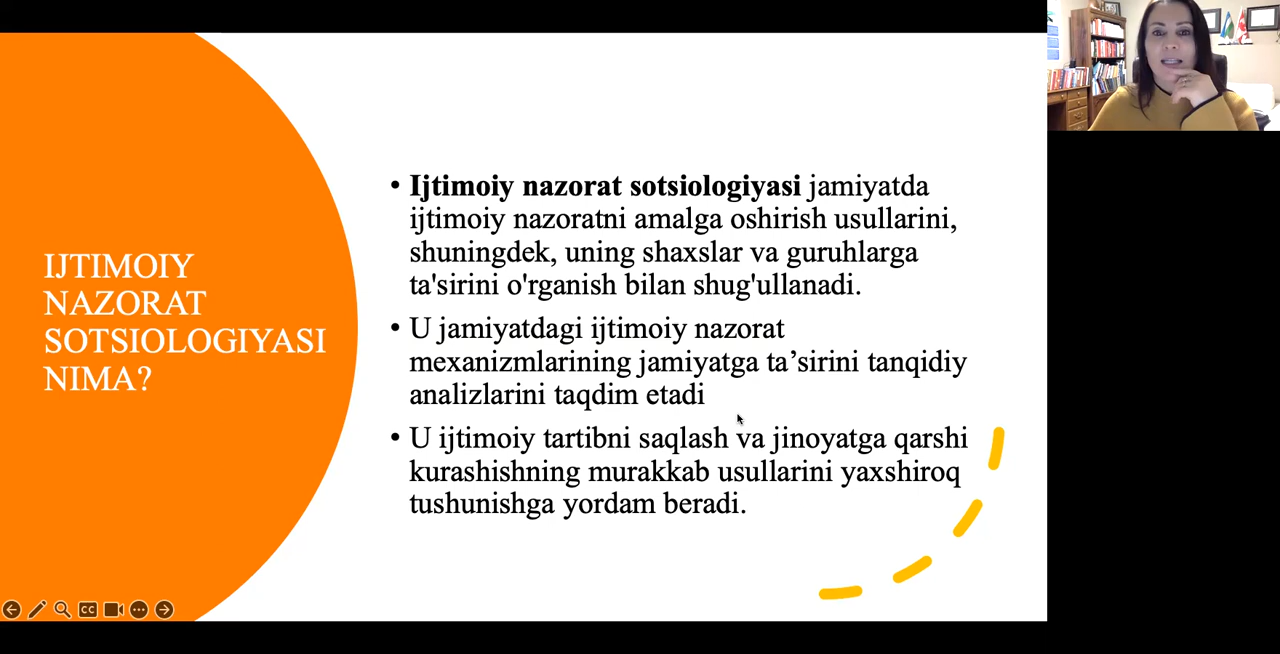 IJTIMOIY
NAZORAT
SOTSIOLOGIYASI
NIMA?
• Ijtimoiy nazorat sotsiologiyasi jamiyatda
ijtimoiy nazoratni amalga oshirish usullarini,
shuningdek, uning shaxslar va guruhlarga
ta'sirini o'rganish bilan shug'ullanadi.
• U jamiyatdagi ijtimoiy nazorat
mexanizmlarining jamiyatga ta’sirini tanqidiy
analizlarini taqdim etadi
• U ijtimoiy tartibni saqlash va jinoyatga qarshi
kurashishning murakkab usullarini yaxshiroq
tushunishga yordam beradi.
CC